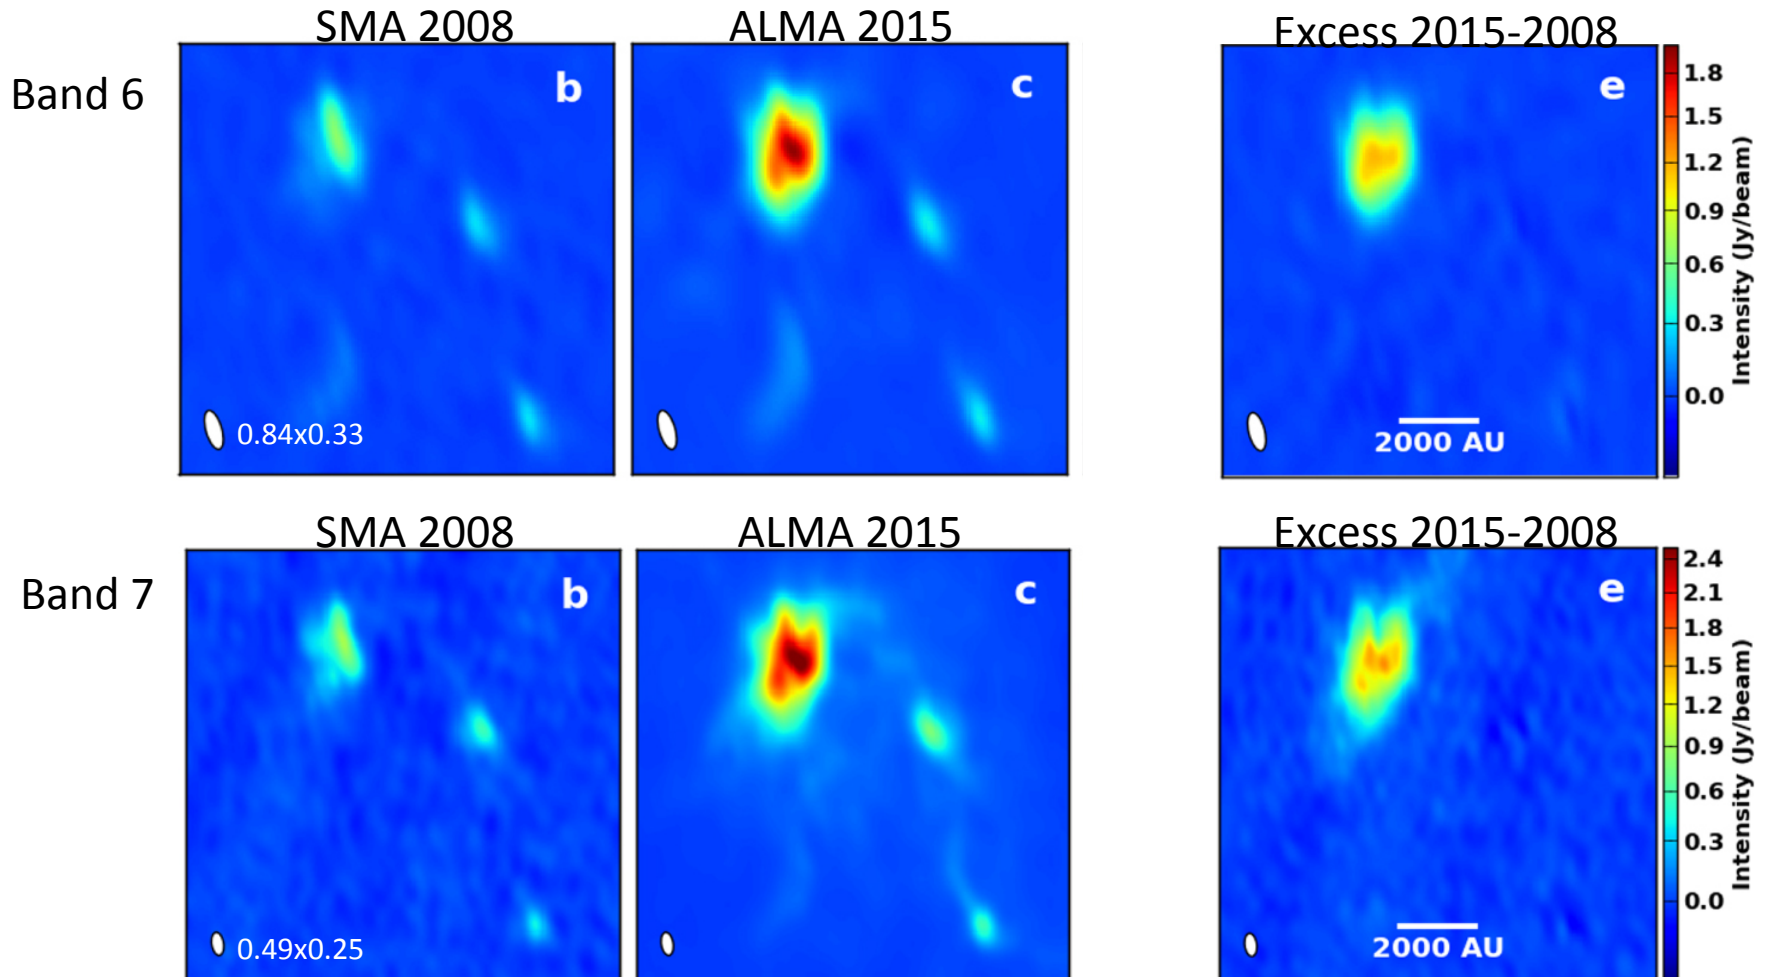 SMA 2008
ALMA 2015
Excess 2015-2008
Band 6
b
c
e
1.8
1.5
1.2
0.9
0.6
0.3
0.0
Intensity (Jy/beam)
0.84x0.33
2000 AU
SMA 2008
ALMA 2015
Excess 2015-2008
Band 7
b
c
e
2.4
2.1
1.8
1.5
1.2
0.9
0.6
0.3
0.0
Intensity (Jy/beam)
0.49x0.25
2000 AU